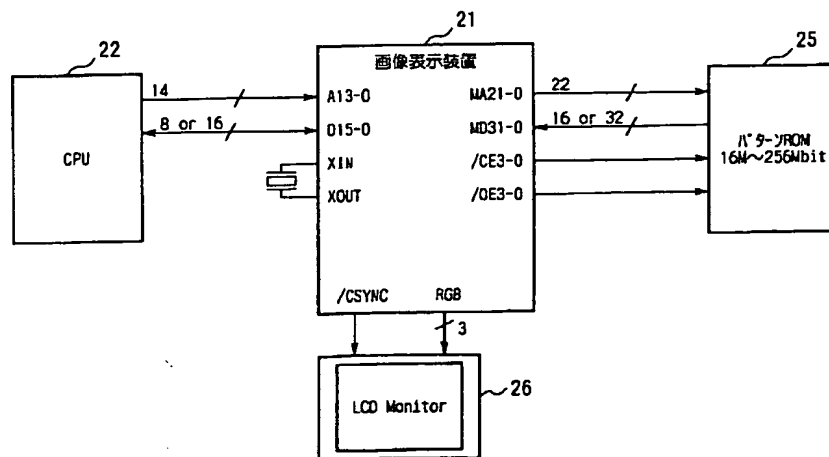 22
CPU
14
8 or 16
21
画像表示装置
A13-0
D15-0
XIN
XOUT
MA21-0
MD31-0
/CE3-0
/OE3-0
/CSYNC
RGB
22
16 or 32
25
パターンROM
16M～256Mbit
3
LCD Monitor
26